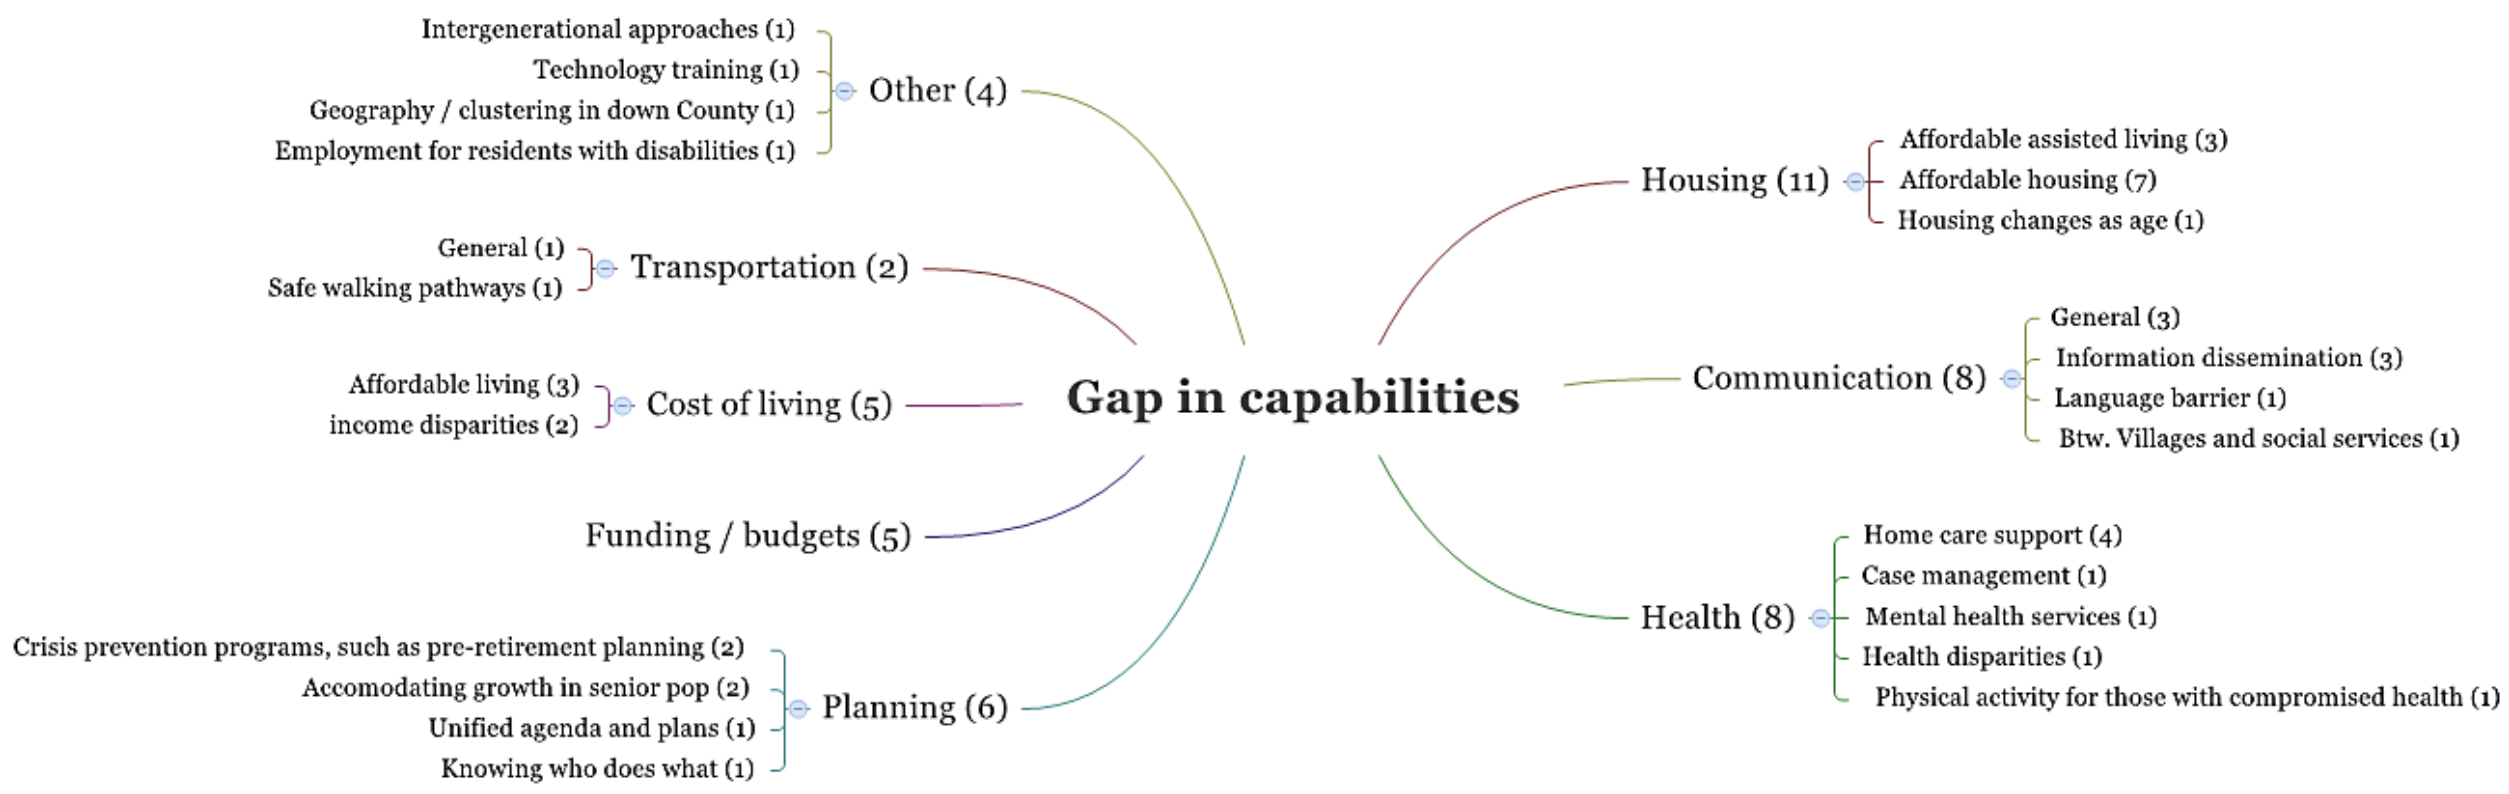 Gap in capabilities
Other (4)
Intergenerational approaches (1)
Technology training (1)
Geography / clustering in down County (1)
Employment for residents with disabilities (1)
Transportation (2)
General (1)
Safe walking pathways (1)
Cost of living (5)
Affordable living (3)
income disparities (2)
Funding / budgets (5)
Planning (6)
Crisis prevention programs, such as pre-retirement planning (2)
Accomodating growth in senior pop (2)
Unified agenda and plans (1)
Knowing who does what (1)
Housing (11)
Affordable assisted living (3)
Affordable housing (7)
Housing changes as age (1)
Communication (8)
General (3)
Information dissemination (3)
Language barrier (1)
Btw. Villages and social services (1)
Health (8)
Home care support (4)
Case management (1)
Mental health services (1)
Health disparities (1)
Physical activity for those with compromised health (1)